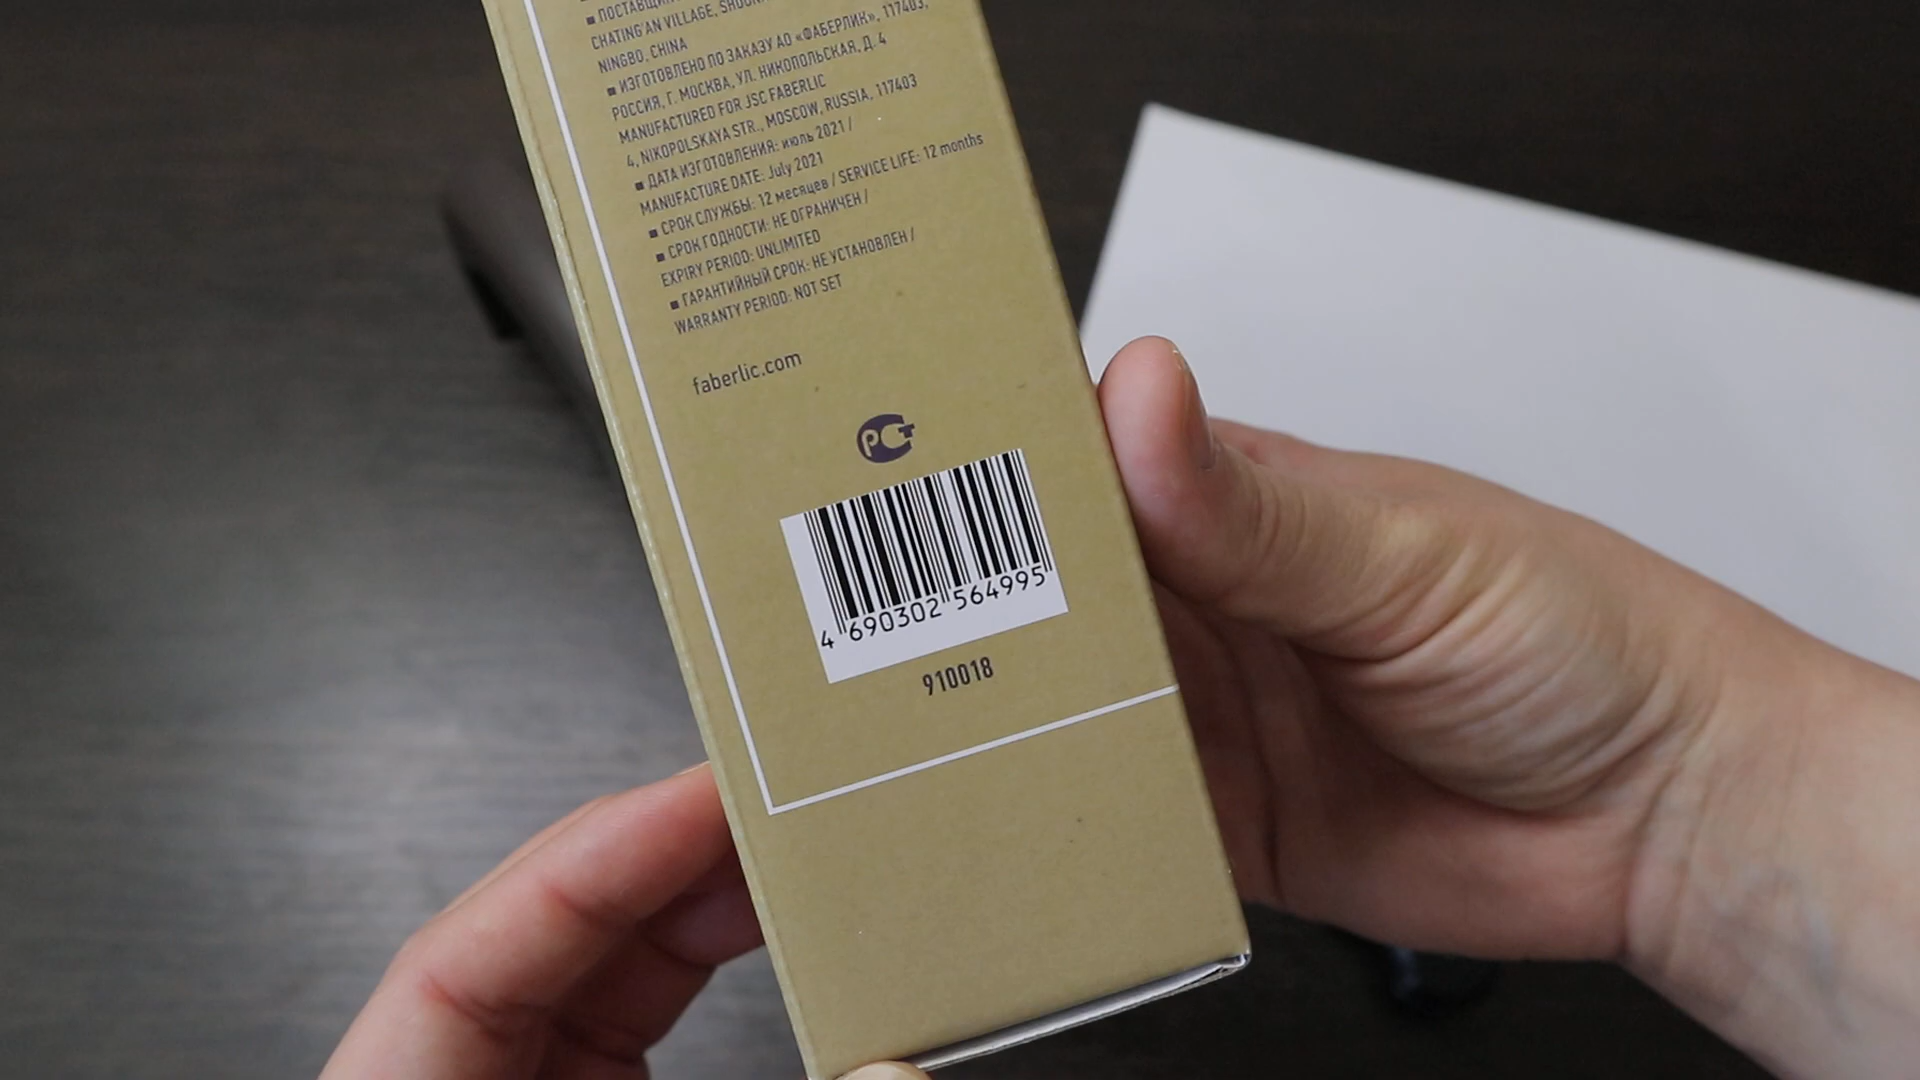 ■ ПОСТАВЩИК
CHATING'AN VILLAGE,
NINGBO, CHINA
■ ИЗГОТОВЛЕНО ПО ЗАКАЗУ АО «ФАБЕРЛИК», 117403,
РОССИЯ, Г. МОСКВА, УЛ. НИКОПОЛЬСКАЯ, Д. 4
MANUFACTURED FOR JSC FABERLIC
4, NIKOPOLSKAYA STR., MOSCOW, RUSSIA, 117403
■ ДАТА ИЗГОТОВЛЕНИЯ: июль 2021 /
MANUFACTURE DATE: July 2021
■ СРОК СЛУЖБЫ: 12 месяцев / SERVICE LIFE: 12 months
■ СРОК ГОДНОСТИ: НЕ ОГРАНИЧЕН /
EXPIRY PERIOD: UNLIMITED
■ ГАРАНТИЙНЫЙ СРОК: НЕ УСТАНОВЛЕН /
WARRANTY PERIOD: NOT SET
faberlic.com
РСТ
4 690302 564995
910018